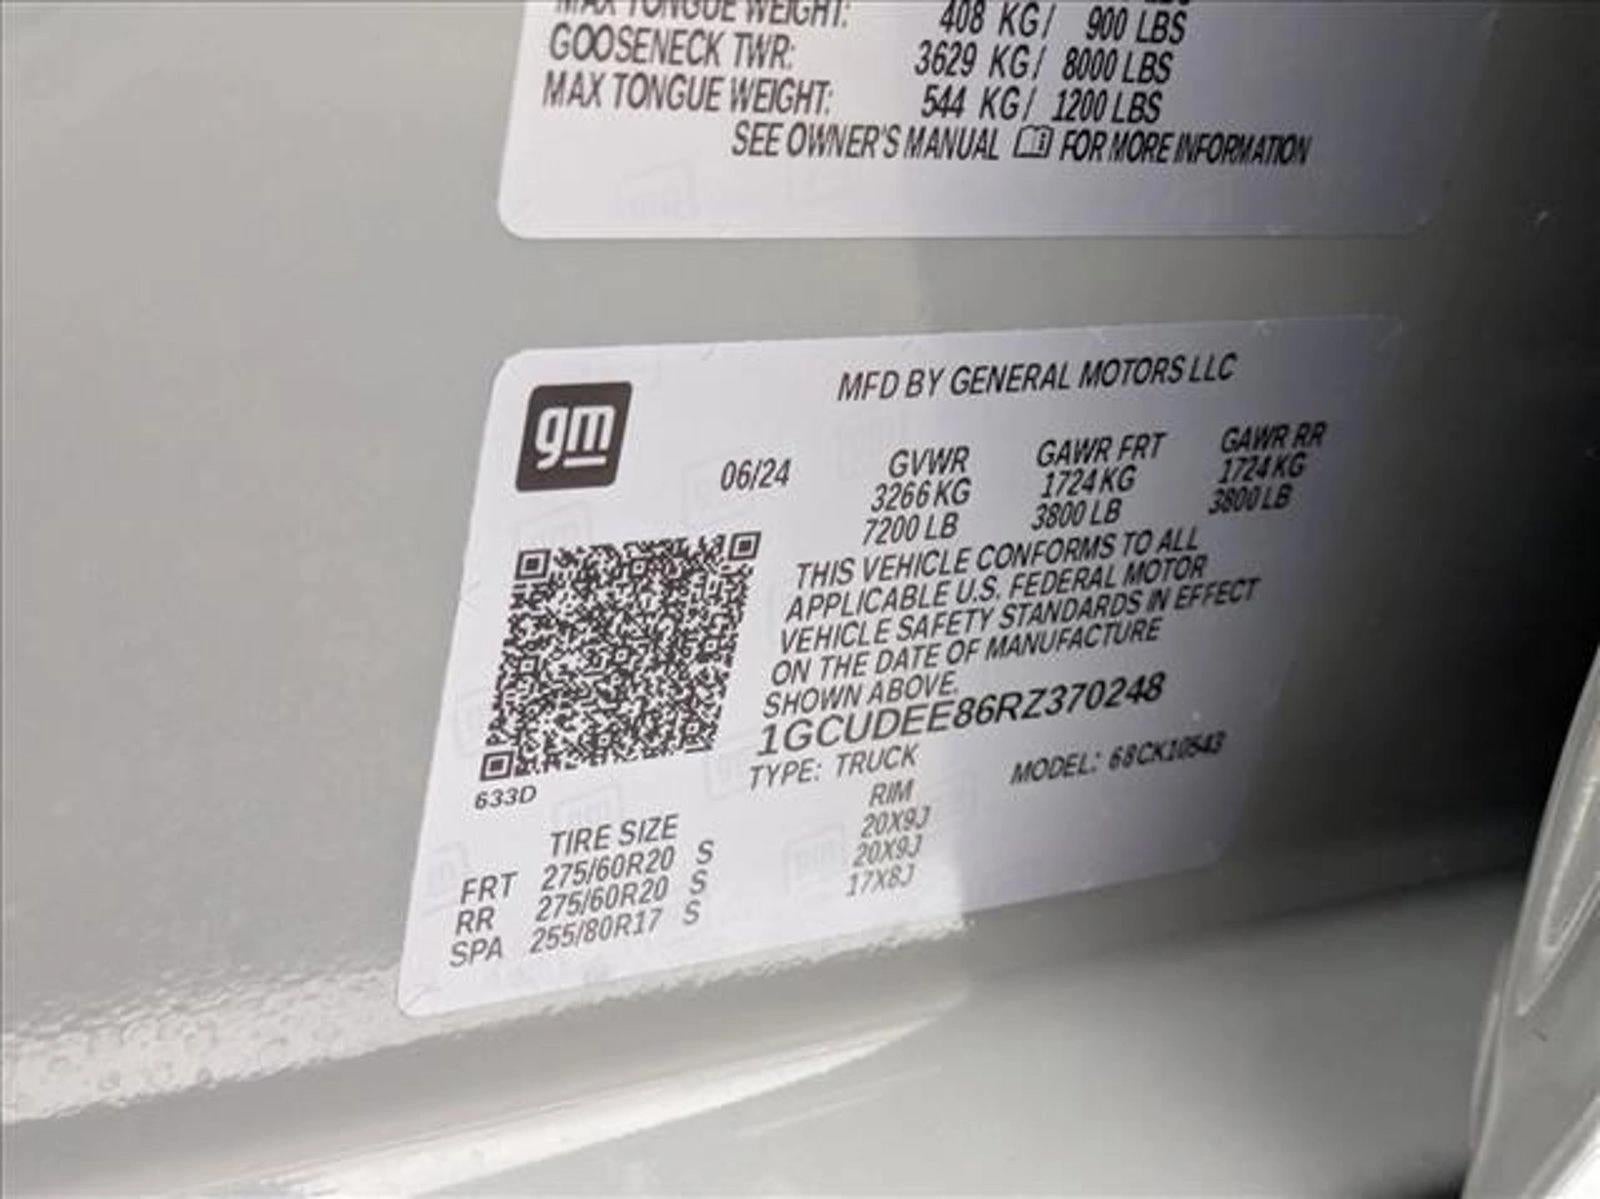 MAX TONGUE WEIGHT: 408 KG/ 900 LBS
GOOSENECK TWR: 3629 KG/ 8000 LBS
MAX TONGUE WEIGHT: 544 KG/ 1200 LBS
SEE OWNER'S MANUAL FOR MORE INFORMATION
gm
MFD BY GENERAL MOTORS LLC
06/24 GVWR GAWR FRT GAWR RR
3266 KG 1724 KG 1724 KG
7200 LB 3800 LB 3800 LB
THIS VEHICLE CONFORMS TO ALL
APPLICABLE U.S. FEDERAL MOTOR
VEHICLE SAFETY STANDARDS IN EFFECT
ON THE DATE OF MANUFACTURE
SHOWN ABOVE.
1GCUDEE86RZ370248
TYPE: TRUCK MODEL: 68CK10543
633D
TIRE SIZE RIM
FRT 275/60R20 S 20X9J
RR 275/60R20 S 20X9J
SPA 255/80R17 S 17X8J